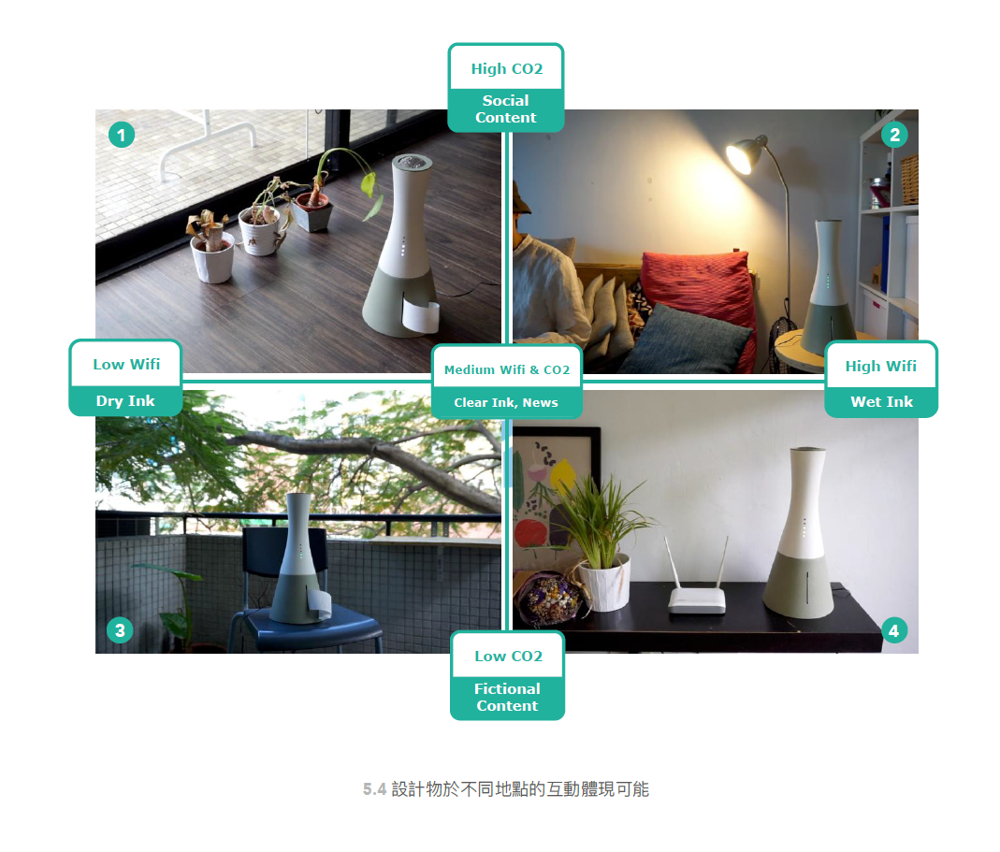 High CO2
Social
Content
1
2
Low Wifi
Dry Ink
Medium Wifi & CO2
Clear Ink, News
High Wifi
Wet Ink
3
4
Low CO2
Fictional
Content
5.4 設計物於不同地點的互動體現可能